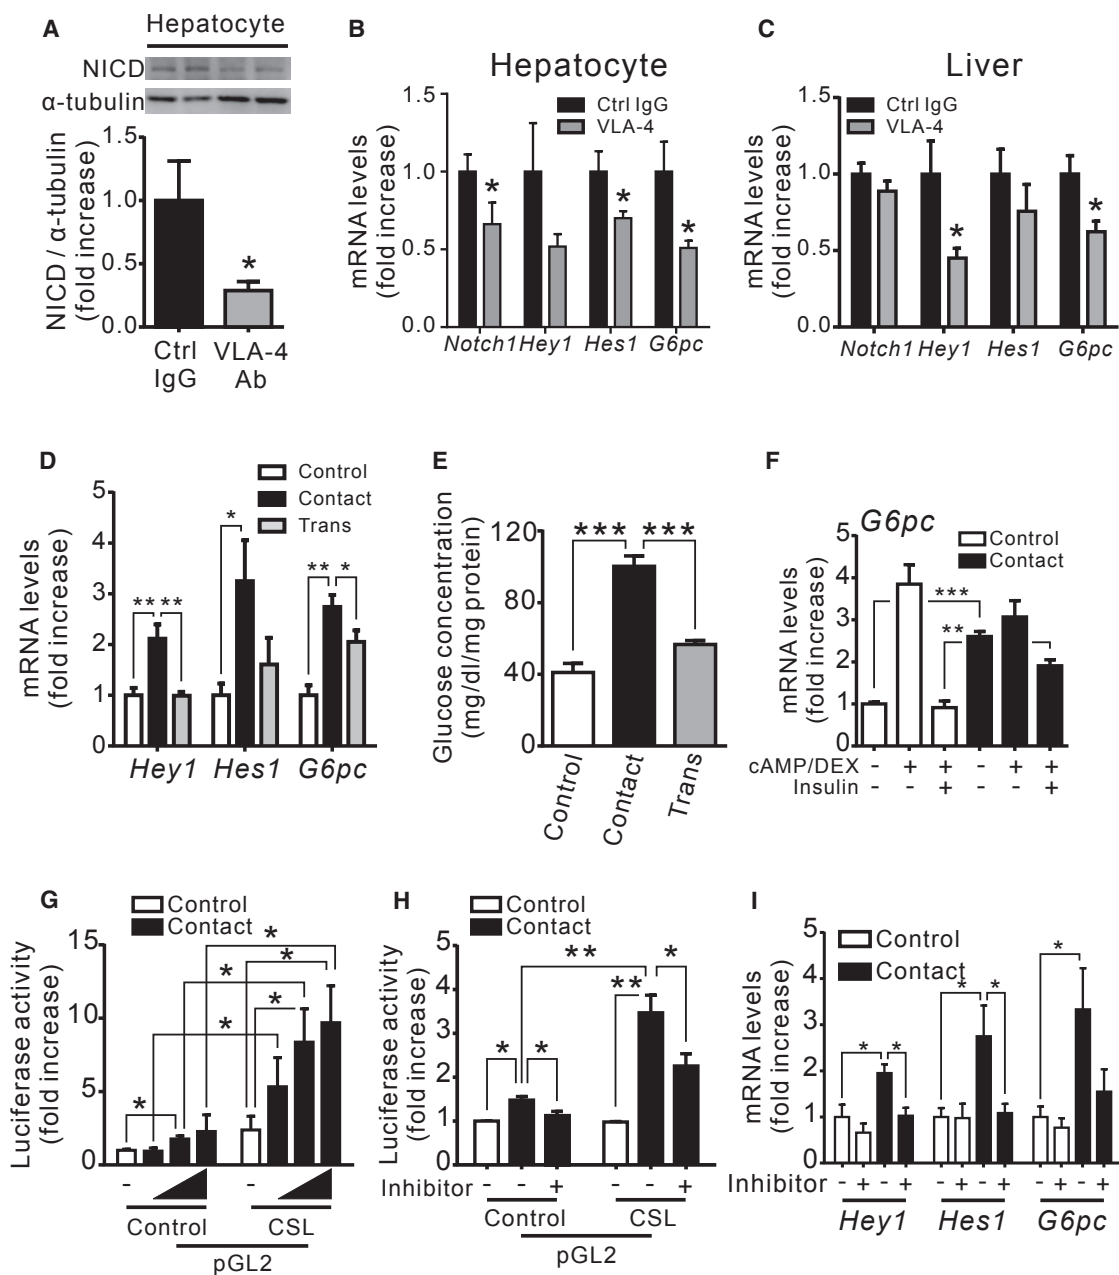 A
Hepatocyte
NICD
α-tubulin
NICD / α-tubulin
(fold increase)
1.5
1.0
0.5
0.0
*
Ctrl IgG
VLA-4 Ab
B
Hepatocyte
Ctrl IgG
VLA-4
mRNA levels
(fold increase)
1.5
1.0
0.5
0.0
* * *
Notch1 Hey1 Hes1 G6pc
C
Liver
Ctrl IgG
VLA-4
mRNA levels
(fold increase)
1.5
1.0
0.5
0.0
* *
Notch1 Hey1 Hes1 G6pc
D
Control
Contact
Trans
mRNA levels
(fold increase)
5
4
3
2
1
0
** ** * ** *
Hey1 Hes1 G6pc
E
Glucose concentration
(mg/dl/mg protein)
120
80
40
0
*** ***
Control Contact Trans
F
G6pc
Control
Contact
mRNA levels
(fold increase)
5
4
3
2
1
0
***
**
cAMP/DEX - + + - + +
Insulin - - + - - +
G
Control
Contact
Luciferase activity
(fold increase)
15
10
5
0
* * * * * *
- -
Control CSL
pGL2
H
Control
Contact
Luciferase activity
(fold increase)
5
4
3
2
1
0
* * ** ** *
Inhibitor - - + - - +
Control CSL
pGL2
I
Control
Contact
mRNA levels
(fold increase)
5
4
3
2
1
0
* * * * *
Inhibitor - + - + - + - + - + - +
Hey1 Hes1 G6pc